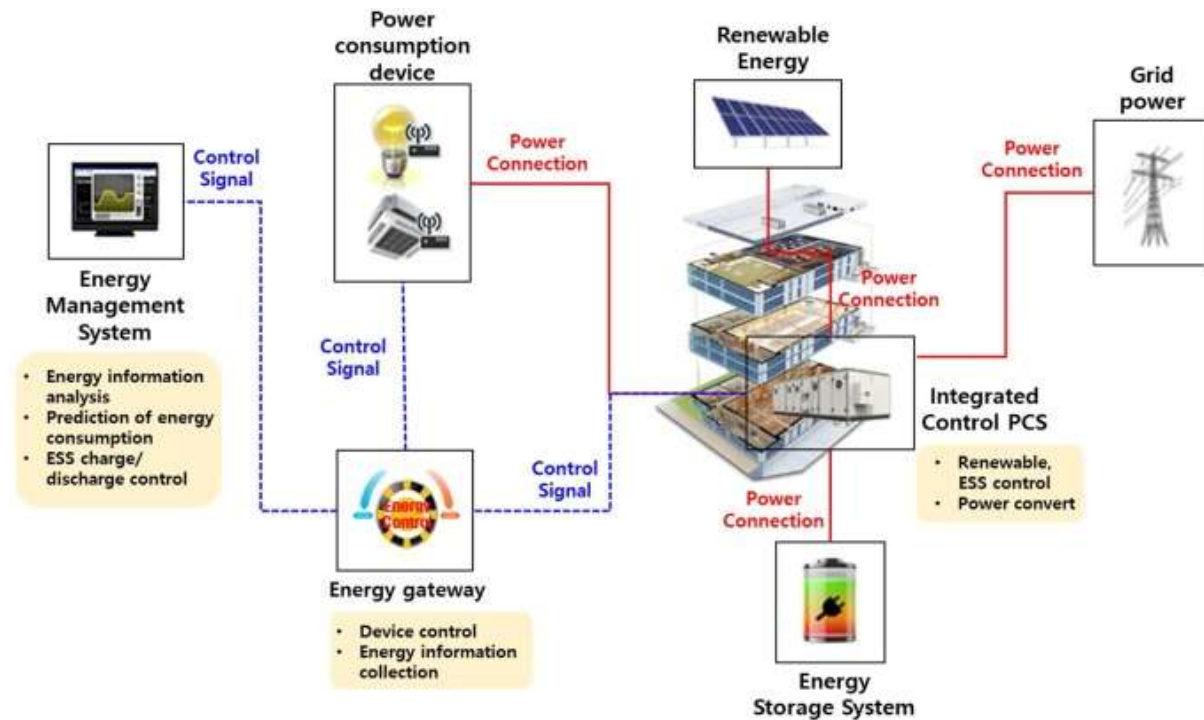 Power
consumption
device
Renewable
Energy
Grid
power
Control
Signal
Power
Connection
Power
Connection
Energy
Management
System
• Energy information
analysis
• Prediction of energy
consumption
• ESS charge/
discharge control
Control
Signal
Power
Connection
Integrated
Control PCS
• Renewable,
ESS control
• Power convert
Control
Signal
Power
Connection
Energy
Control
Energy gateway
• Device control
• Energy information
collection
Energy
Storage System